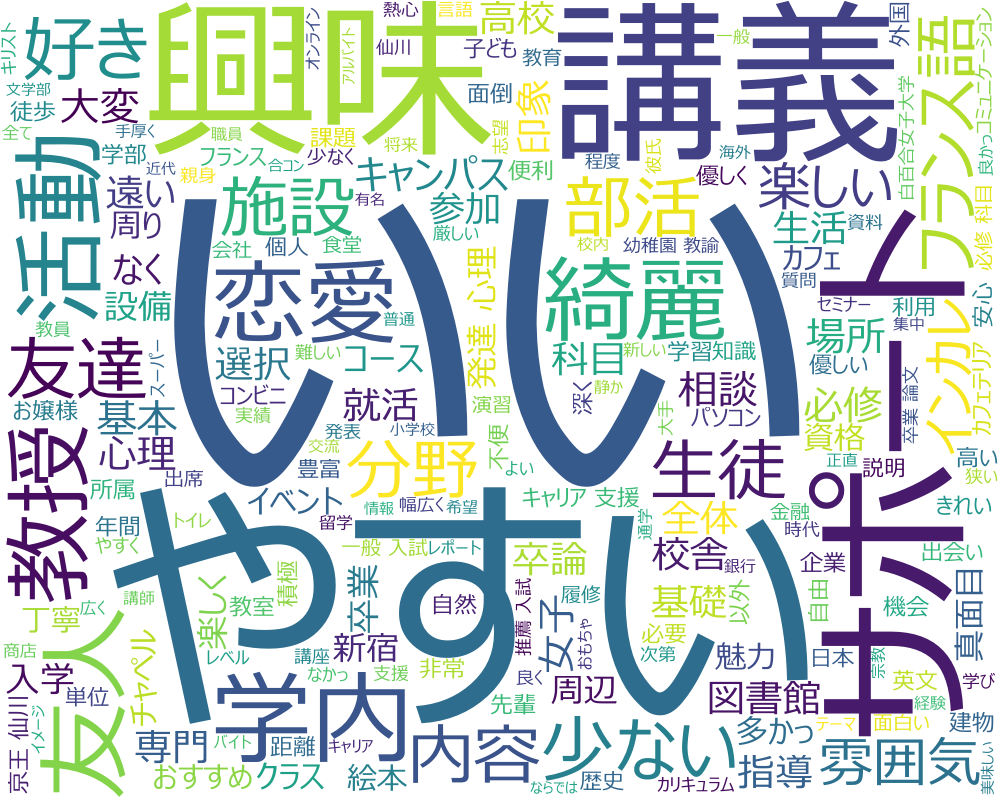 いい
やすい
興味
講義
サポート
恋愛
綺麗
学内
教授
友達
友人
活動
好き
施設
部活
楽しい
フランス語
インカレ
分野
生徒
少ない
内容
雰囲気
図書館
高校
大変
遠い
周り
なく
設備
キャンパス
参加
印象
優しく
生活
カフェ
場所
優しい
科目
学習知識
相談
必修
資格
選択
コース
就活
基本
心理
発達 心理
コンビニ
実績
難しい
普通
演習
深く
静か
新しい
パソコン
大手
不便
よい
豊富
発表
小学校
交流
イベント
留学
情報
幅広く
希望
キャリア 支援
通学
全体
金融
時代
説明
正直
高い
狭い
きれい
出会い
企業
校舎
銀行
卒論
一般 入試
レポート
自然
推薦 入試
女子
おもちゃ
履修
基礎
必要
以外
自由
機会
真面目
魅力
日本
宗教
英文
学び
経験
次第
周辺
多かっ
テーマ
面白い
建物
美味しい
指導
カリキュラム
歴史
ならでは
良く
先輩
非常
新宿
支援
なかっ
講座
レベル
楽しく
教室
積極
卒業
トイレ
年間
やすく
所属
出席
お嬢様
丁寧
広く
講師
商店
入学
単位
チャペル
京王 仙川
イメージ
専門
バイト
距離
キャリア
おすすめ
クラス
絵本
キリスト
文学部
徒歩
全て
手厚く
学部
近代
職員
親身
フランス
合コン
有名
課題
少なく
将来
アルバイト
オンライン
熱心
仙川
言語
子ども
面倒
教育
志望
便利
程度
彼氏
一般
海外
外国
白百合女子大学
良かっ
コミュニケーション
必修 科目
安心
資料
質問
セミナー
利用
集中
カフェテリア
卒業 論文
幼稚園 教諭
校内
厳しい
食堂
個人
会社
教員
スーパー